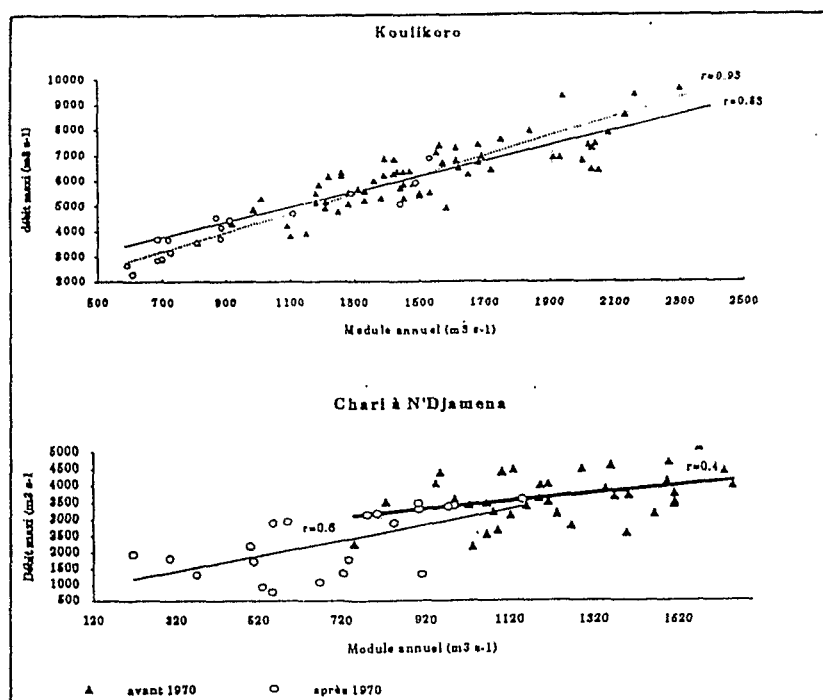 Koulikoro
débit maxi (m3 s-1)
10000
9000
8000
7000
6000
5000
4000
3000
2000
r=0.93
r=0.83
500 700 900 1100 1300 1500 1700 1900 2100 2300 2500
Module annuel (m3 s-1)
Chari à N'Djamena
Débit maxi (m3 s-1
5000
4500
4000
3500
3000
2500
2000
1500
1000
500
r=0.4
r=0.6
120 320 520 720 920 1120 1320 1520
Module annuel (m3 s-1)
avant 1970 après 1970